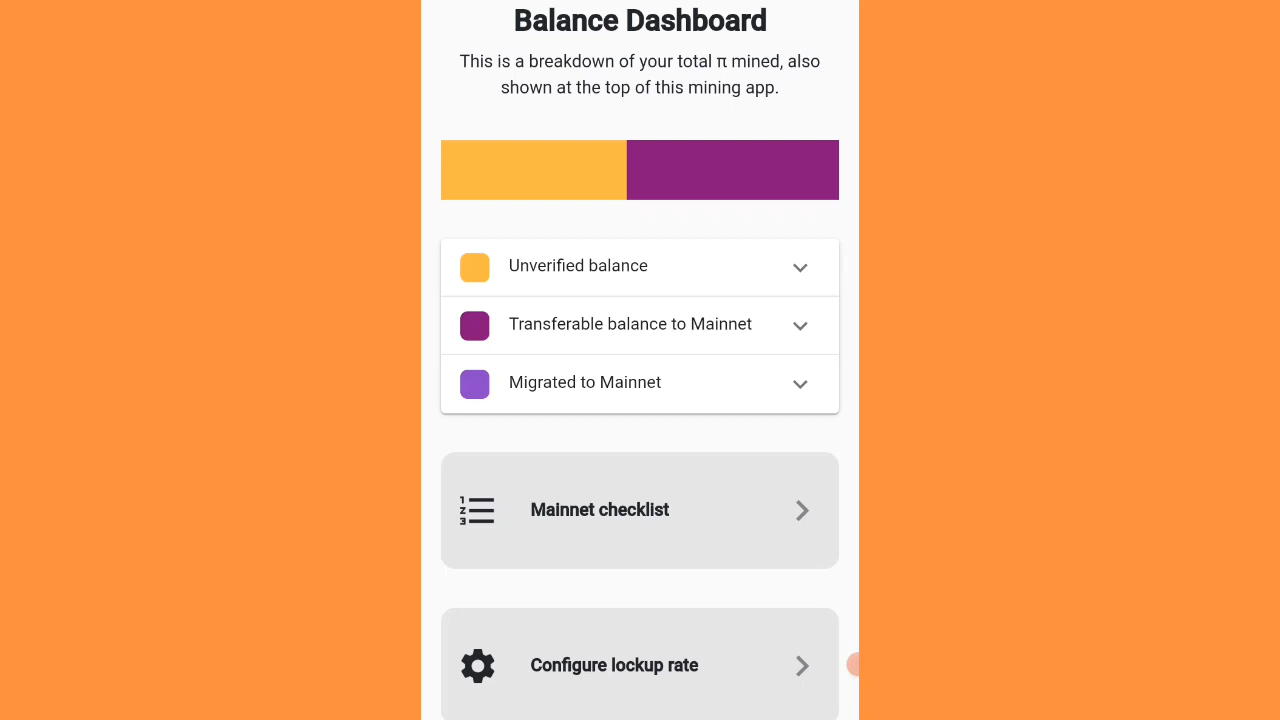 Balance Dashboard
This is a breakdown of your total π mined, also
shown at the top of this mining app.
Unverified balance
Transferable balance to Mainnet
Migrated to Mainnet
Mainnet checklist
Configure lockup rate